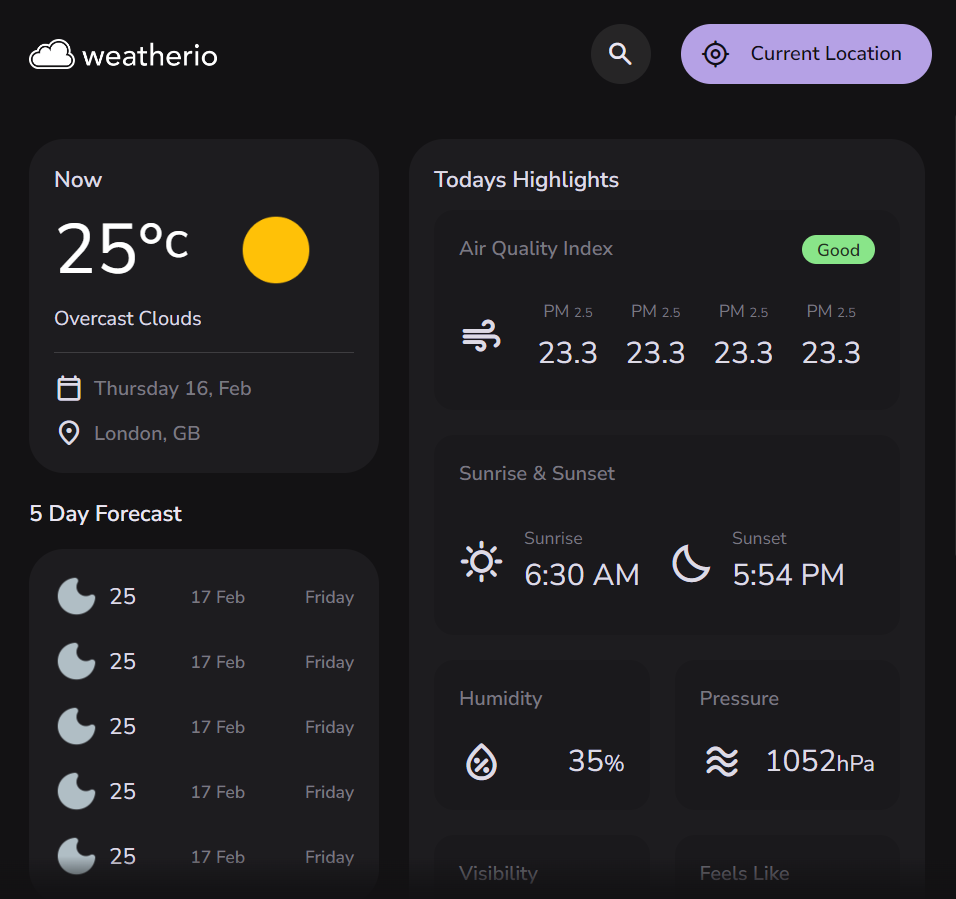 weatherio
Current Location
Now
25°c
Overcast Clouds
Thursday 16, Feb
London, GB
5 Day Forecast
25 17 Feb Friday
25 17 Feb Friday
25 17 Feb Friday
25 17 Feb Friday
25 17 Feb Friday
Todays Highlights
Air Quality Index Good
PM 2.5 PM 2.5 PM 2.5 PM 2.5
23.3 23.3 23.3 23.3
Sunrise & Sunset
Sunrise Sunset
6:30 AM 5:54 PM
Humidity
35%
Pressure
1052hPa
Visibility
Feels Like